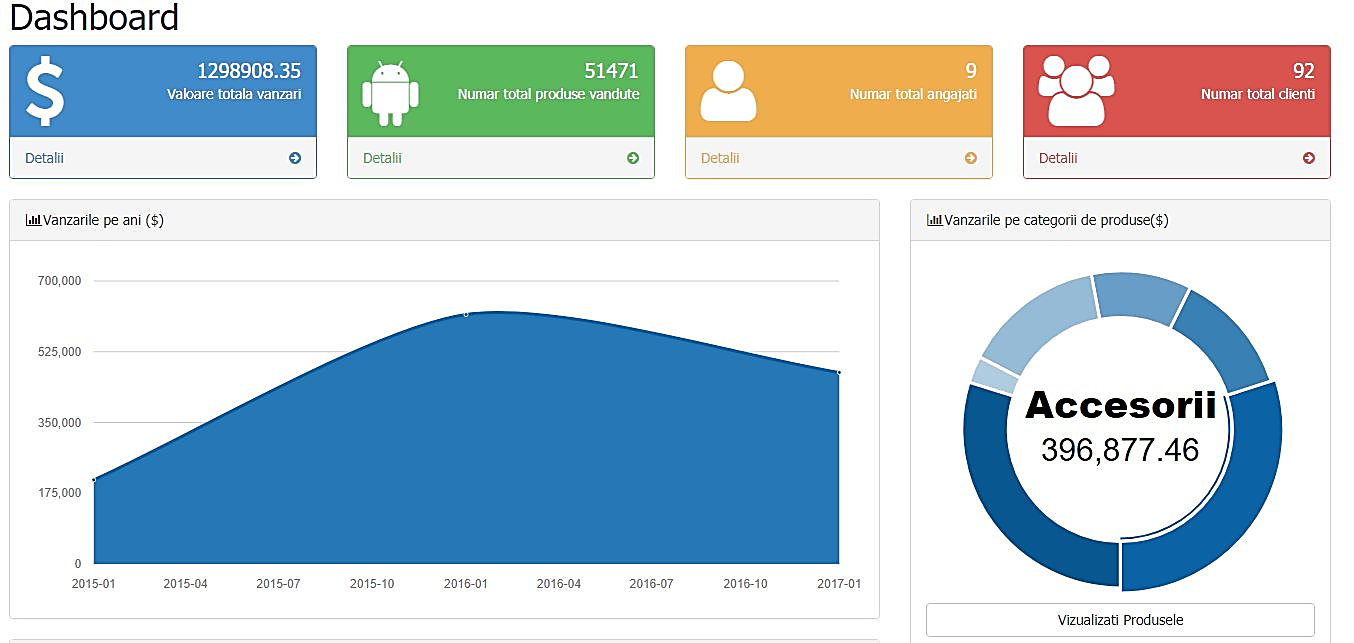 Dashboard
1298908.35
Valoare totala vanzari
Detalii
51471
Numar total produse vandute
Detalii
9
Numar total angajati
Detalii
92
Numar total clienti
Detalii
Vanzarile pe ani ($)
700,000
525,000
350,000
175,000
0
2015-01 2015-04 2015-07 2015-10 2016-01 2016-04 2016-07 2016-10 2017-01
Vanzarile pe categorii de produse($)
Accesorii
396,877.46
Vizualizati Produsele